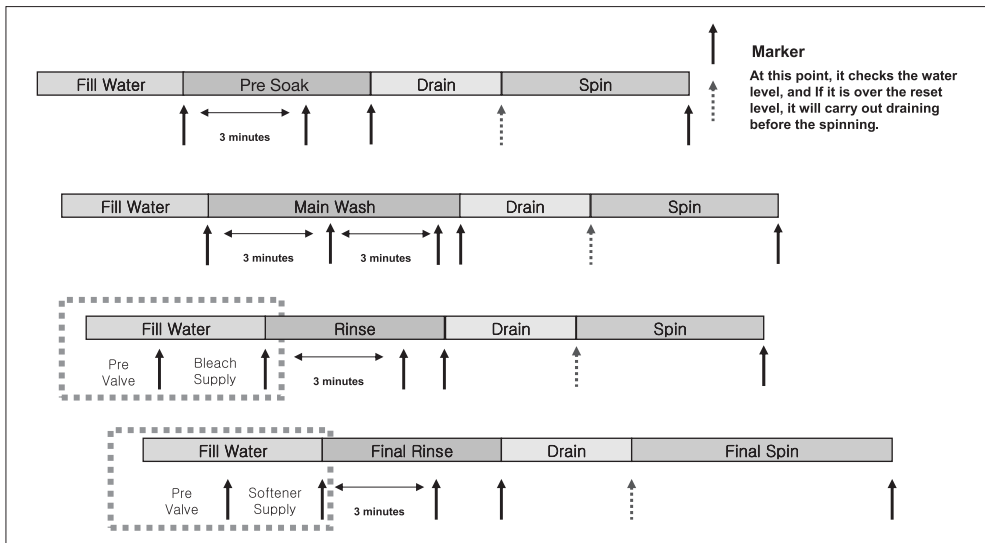 Marker
At this point, it checks the water
level, and If it is over the reset
level, it will carry out draining
before the spinning.
Fill Water Pre Soak Drain Spin
3 minutes
Fill Water Main Wash Drain Spin
3 minutes 3 minutes
Fill Water Rinse Drain Spin
Pre
Valve
Bleach
Supply
3 minutes
Fill Water Final Rinse Drain Final Spin
Pre
Valve
Softener
Supply
3 minutes